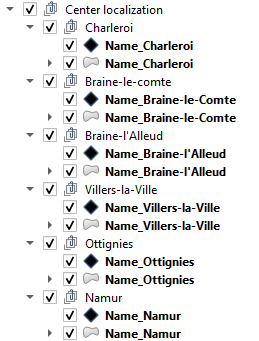 Center localization
Charleroi
Name_Charleroi
Name_Charleroi
Braine-le-comte
Name_Braine-le-Comte
Name_Braine-le-Comte
Braine-l'Alleud
Name_Braine-l'Alleud
Name_Braine-l'Alleud
Villers-la-Ville
Name_Villers-la-Ville
Name_Villers-la-Ville
Ottignies
Name_Ottignies
Name_Ottignies
Namur
Name_Namur
Name_Namur